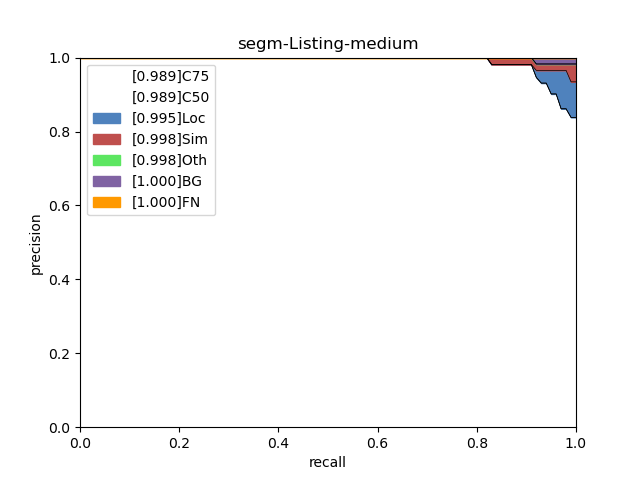 segm-Listing-medium
1.0
0.8
0.6
0.4
0.2
0.0
precision
[0.989]C75
[0.989]C50
[0.995]Loc
[0.998]Sim
[0.998]Oth
[1.000]BG
[1.000]FN
0.0 0.2 0.4 0.6 0.8 1.0
recall